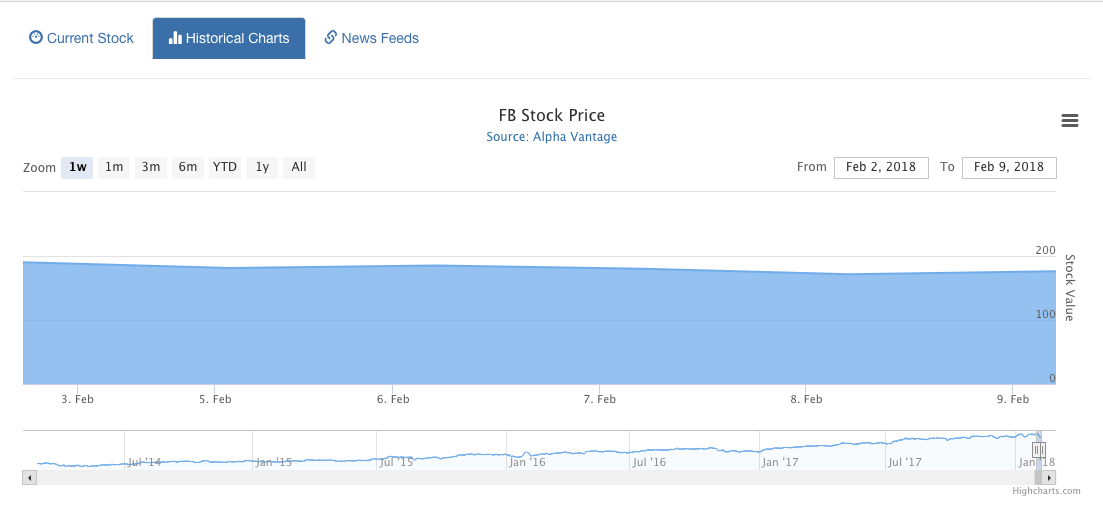 Current Stock Historical Charts News Feeds
FB Stock Price
Source: Alpha Vantage
Zoom 1w 1m 3m 6m YTD 1y All From Feb 2, 2018 To Feb 9, 2018
200
Stock Value
100
0
3. Feb 5. Feb 6. Feb 7. Feb 8. Feb 9. Feb
Jul '14 Jan '15 Jul '15 Jan '16 Jul '16 Jan '17 Jul '17 Jan '18
Highcharts.com